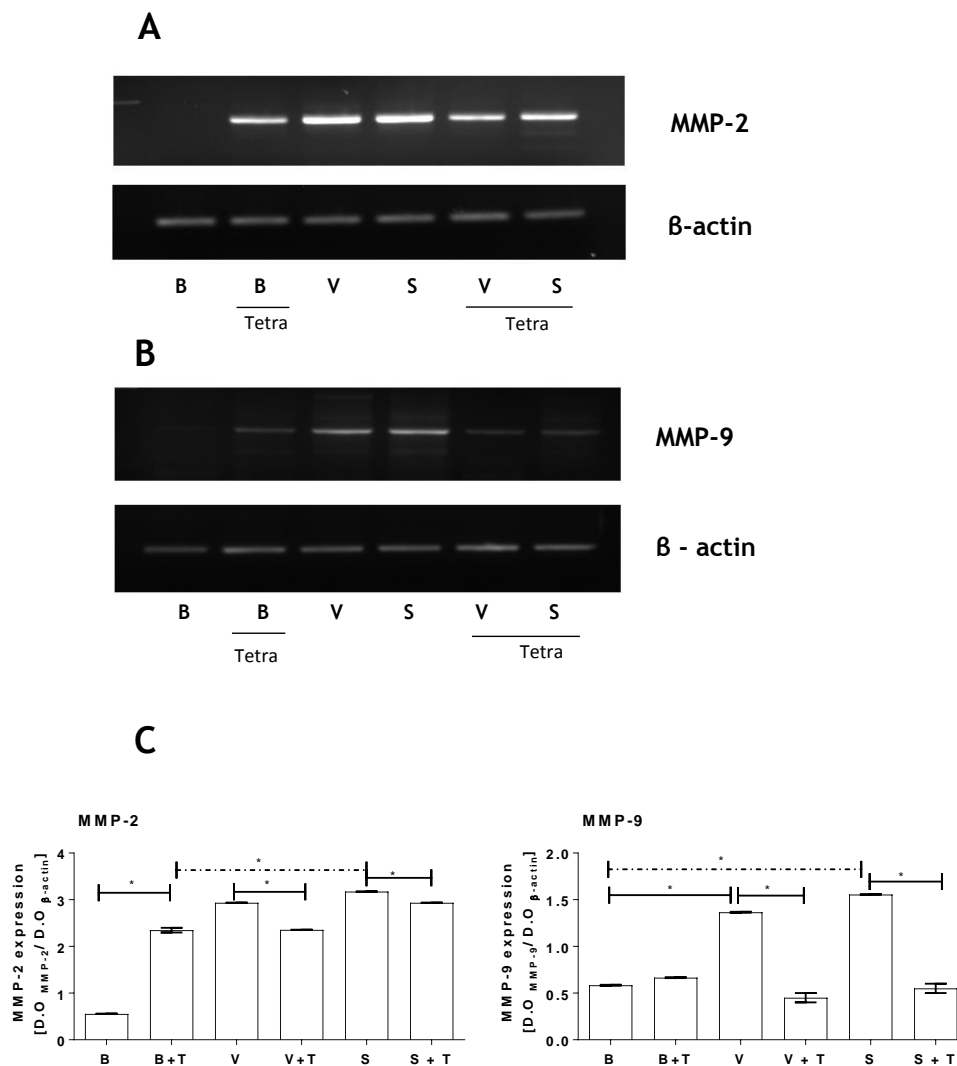 A
MMP-2
ß-actin
B B V S V S
Tetra Tetra
B
MMP-9
ß - actin
B B V S V S
Tetra Tetra
C
MMP-2
MMP-2 expression
[D.O MMP-2/ D.O β-actin]
4
3
2
1
0
* * * *
B B+T V V+T S S + T
MMP-9
MMP-9 expression
[D.O MMP-9/D.O β-actin]
2.0
1.5
1.0
0.5
0.0
* * * *
B B+T V V + T S S + T